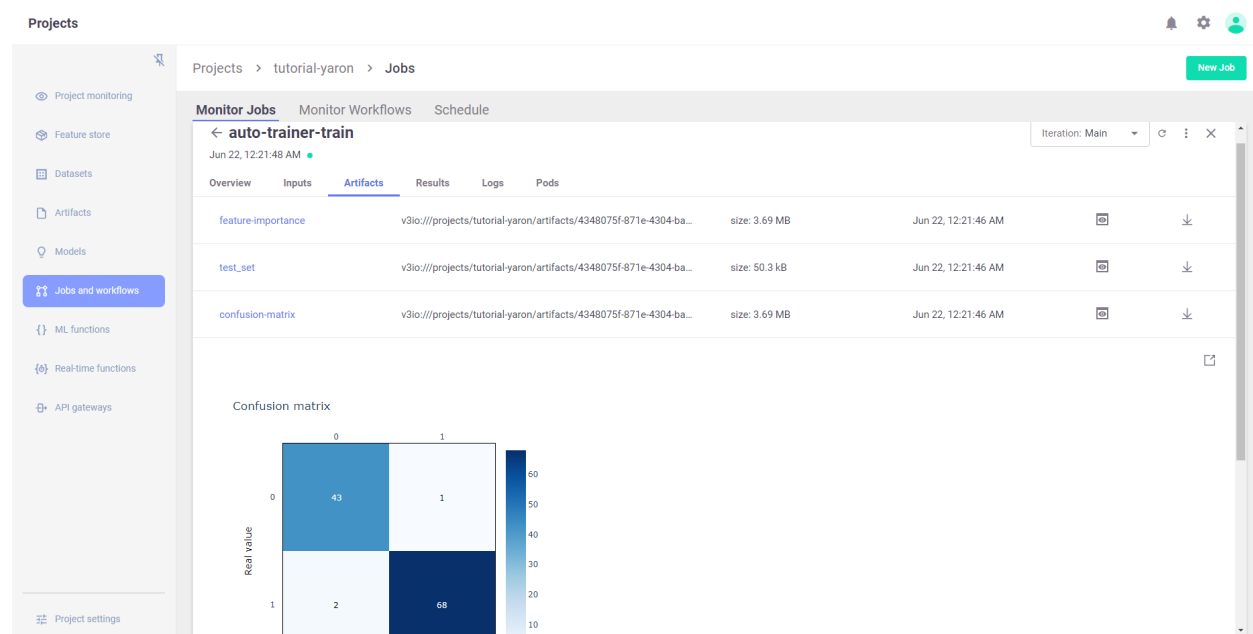 Projects
Projects > tutorial-yaron > Jobs
New Job
Project monitoring
Feature store
Datasets
Artifacts
Models
Jobs and workflows
ML functions
Real-time functions
API gateways
Project settings
Monitor Jobs Monitor Workflows Schedule
auto-trainer-train
Iteration: Main
Jun 22, 12:21:48 AM
Overview Inputs Artifacts Results Logs Pods
feature-importance v3io:///projects/tutorial-yaron/artifacts/4348075f-871e-4304-ba... size: 3.69 MB Jun 22, 12:21:46 AM
test_set v3io:///projects/tutorial-yaron/artifacts/4348075f-871e-4304-ba... size: 50.3 kB Jun 22, 12:21:46 AM
confusion-matrix v3io:///projects/tutorial-yaron/artifacts/4348075f-871e-4304-ba... size: 3.69 MB Jun 22, 12:21:46 AM
Confusion matrix
0 1
0 43 1
Real value
1 2 68
60
50
40
30
20
10